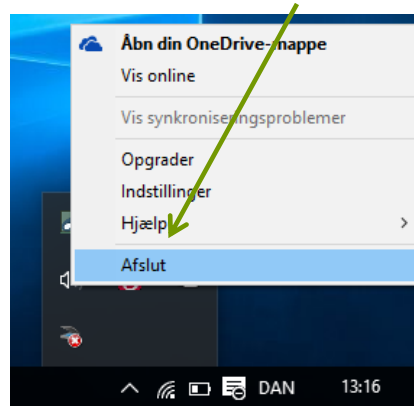 Åbn din OneDrive-mappe
Vis online
Vis synkroniseringsproblemer
Opgrader
Indstillinger
Hjælp
Afslut
DAN
13:16